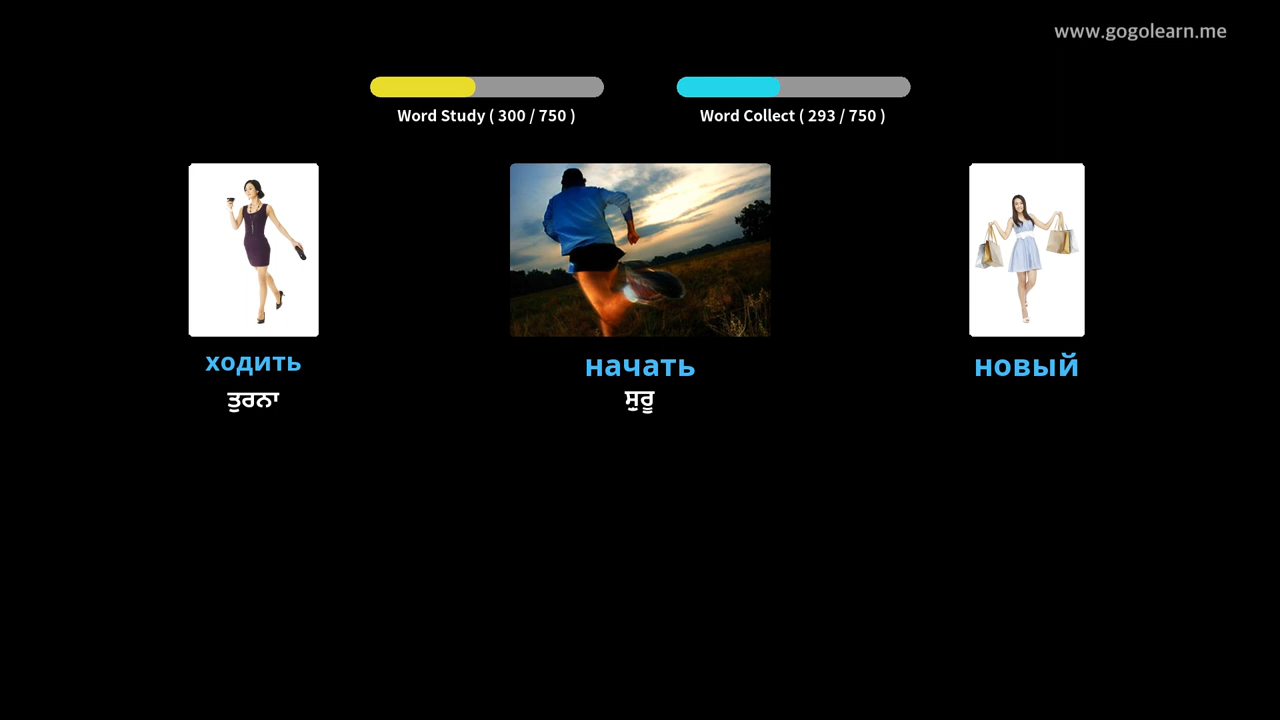 www.gogolearn.me
Word Study ( 300 / 750 )
Word Collect ( 293 / 750 )
ходить
начать
новый
ਤੁਰਨਾ
ਸ਼ੁਰੂ